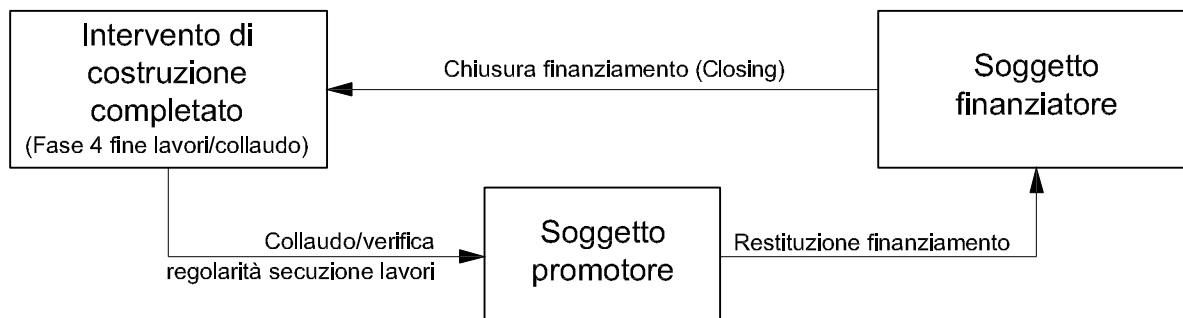 Intervento di
costruzione
completato
(Fase 4 fine lavori/collaudo)
Chiusura finanziamento (Closing)
Soggetto
finanziatore
Collaudo/verifica
regolarità secuzione lavori
Soggetto
promotore
Restituzione finanziamento